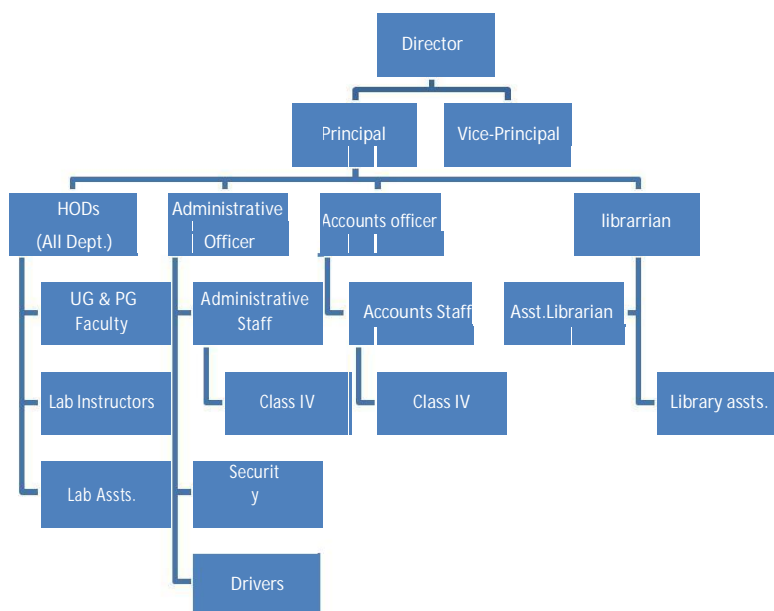 Director
Principal
Vice-Principal
HODs
(All Dept.)
Administrative
Officer
Accounts officer
librarrian
UG & PG
Faculty
Administrative
Staff
Accounts Staff
Asst.Librarian
Lab Instructors
Class IV
Class IV
Library assts.
Lab Assts.
Securit
y
Drivers